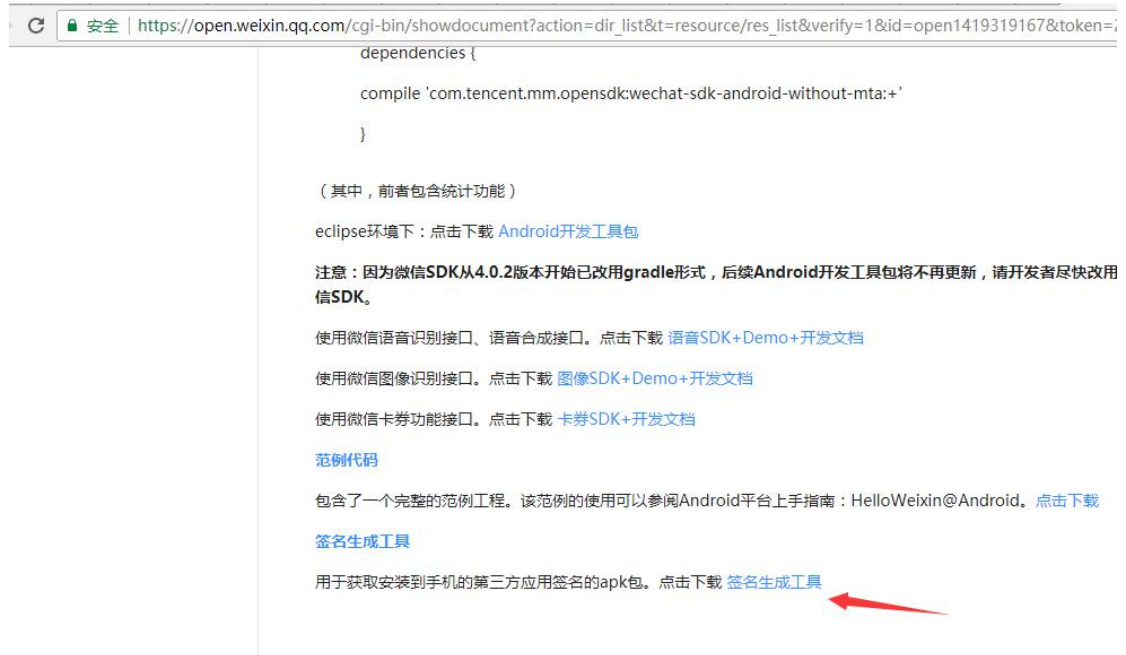 安全 | https://open.weixin.qq.com/cgi-bin/showdocument?action=dir_list&t=resource/res_list&verify=1&id=open1419319167&token=2
dependencies {
compile 'com.tencent.mm.opensdk:wechat-sdk-android-without-mta:+'
}
（其中，前者包含统计功能）
eclipse环境下：点击下载 Android开发工具包
注意：因为微信SDK从4.0.2版本开始已改用gradle形式，后续Android开发工具包将不再更新，请开发者尽快改用
信SDK。
使用微信语音识别接口、语音合成接口。点击下载 语音SDK+Demo+开发文档
使用微信图像识别接口。点击下载 图像SDK+Demo+开发文档
使用微信卡券功能接口。点击下载 卡券SDK+开发文档
范例代码
包含了一个完整的范例工程。该范例的使用可以参阅Android平台上手指南：HelloWeixin@Android。点击下载
签名生成工具
用于获取安装到手机的第三方应用签名的apk包。点击下载 签名生成工具